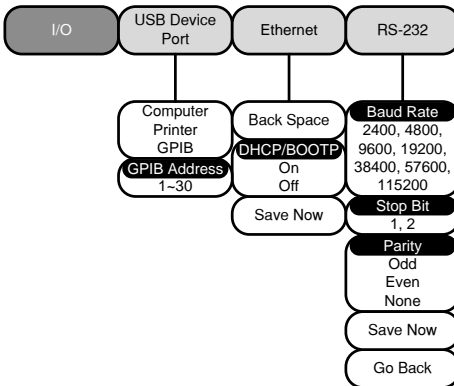 I/O
USB Device
Port
Ethernet
RS-232
Computer
Printer
GPIB
GPIB Address
1~30
Back Space
DHCP/BOOTP
On
Off
Save Now
Baud Rate
2400, 4800,
9600, 19200,
38400, 57600,
115200
Stop Bit
1, 2
Parity
Odd
Even
None
Save Now
Go Back